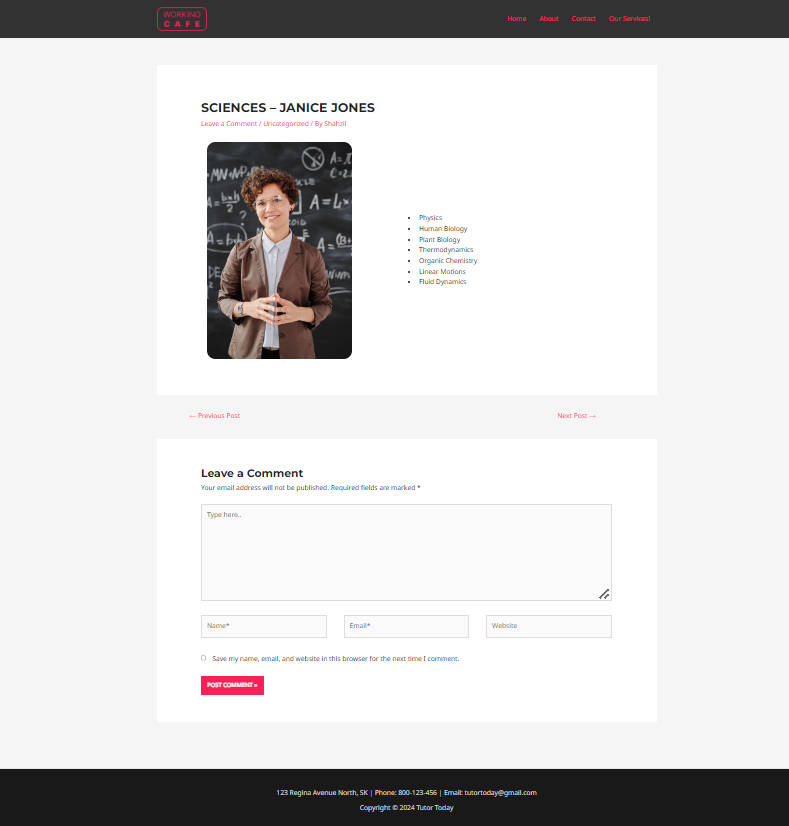 WORKING
CAFE
Home About Contact Our Services!
SCIENCES – JANICE JONES
Leave a Comment / Uncategorized / By Shahzil
Physics
Human Biology
Plant Biology
Thermodynamics
Organic Chemistry
Linear Motions
Fluid Dynamics
← Previous Post
Next Post →
Leave a Comment
Your email address will not be published. Required fields are marked *
Type here..
Name*
Email*
Website
Save my name, email, and website in this browser for the next time I comment.
POST COMMENT »
123 Regina Avenue North, SK | Phone: 800-123-456 | Email: tutortoday@gmail.com
Copyright © 2024 Tutor Today